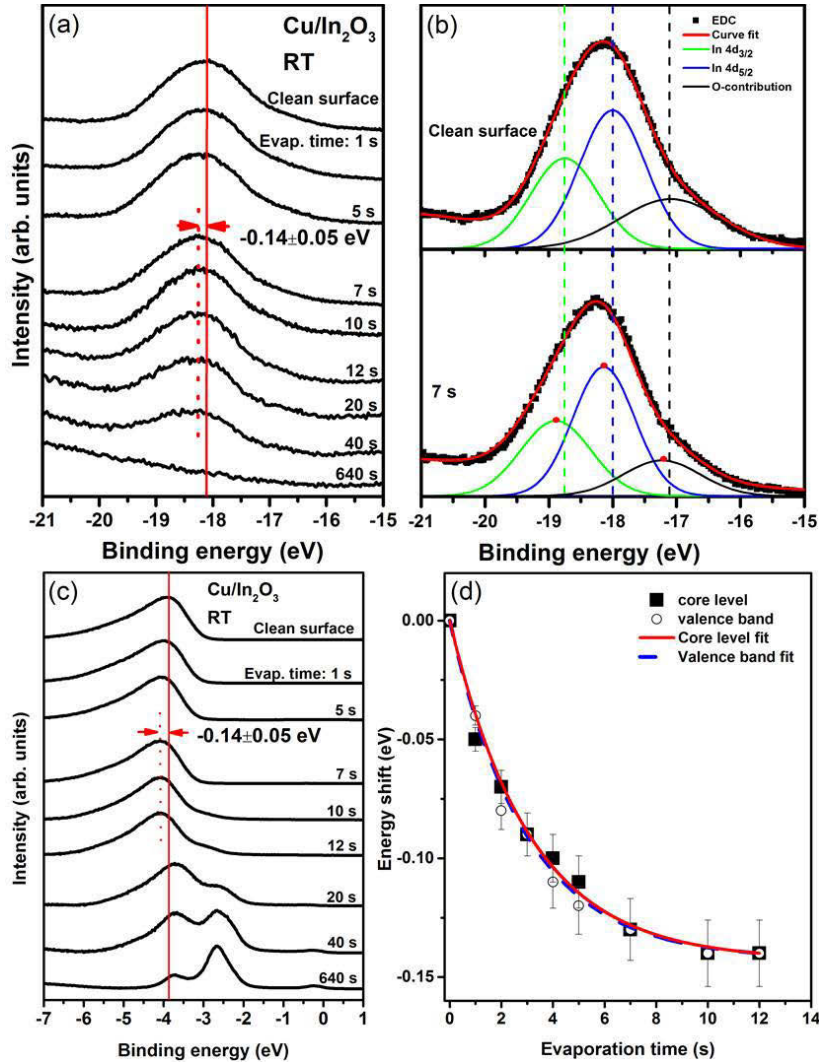 (a)
Cu/In₂O₃
RT
Clean surface
Evap. time: 1 s
5 s
-0.14±0.05 eV
7 s
10 s
12 s
20 s
40 s
640 s
Intensity (arb. units)
-21 -20 -19 -18 -17 -16 -15
Binding energy (eV)
(b)
EDC
Curve fit
In 4d₃/₂
In 4d₅/₂
O-contribution
Clean surface
7 s
-21 -20 -19 -18 -17 -16 -15
Binding energy (eV)
(c)
Cu/In₂O₃
RT
Clean surface
Evap. time: 1 s
5 s
-0.14±0.05 eV
7 s
10 s
12 s
20 s
40 s
640 s
Intensity (arb. units)
-7 -6 -5 -4 -3 -2 -1 0 1
Binding energy (eV)
(d)
core level
valence band
Core level fit
Valence band fit
Energy shift (eV)
0.00
-0.05
-0.10
-0.15
0 2 4 6 8 10 12 14
Evaporation time (s)